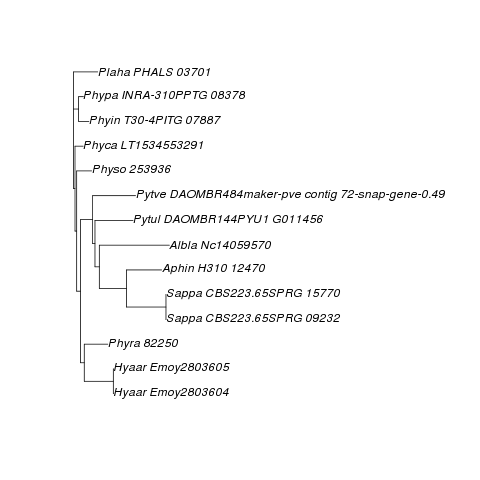 Plaha PHALS 03701
Phypa INRA-310PPTG 08378
Phyin T30-4PITG 07887
Phyca LT1534553291
Physo 253936
Pytve DAOMBR484maker-pve contig 72-snap-gene-0.49
Pytul DAOMBR144PYU1 G011456
Albla Nc14059570
Aphin H310 12470
Sappa CBS223.65SPRG 15770
Sappa CBS223.65SPRG 09232
Phyra 82250
Hyaar Emoy2803605
Hyaar Emoy2803604